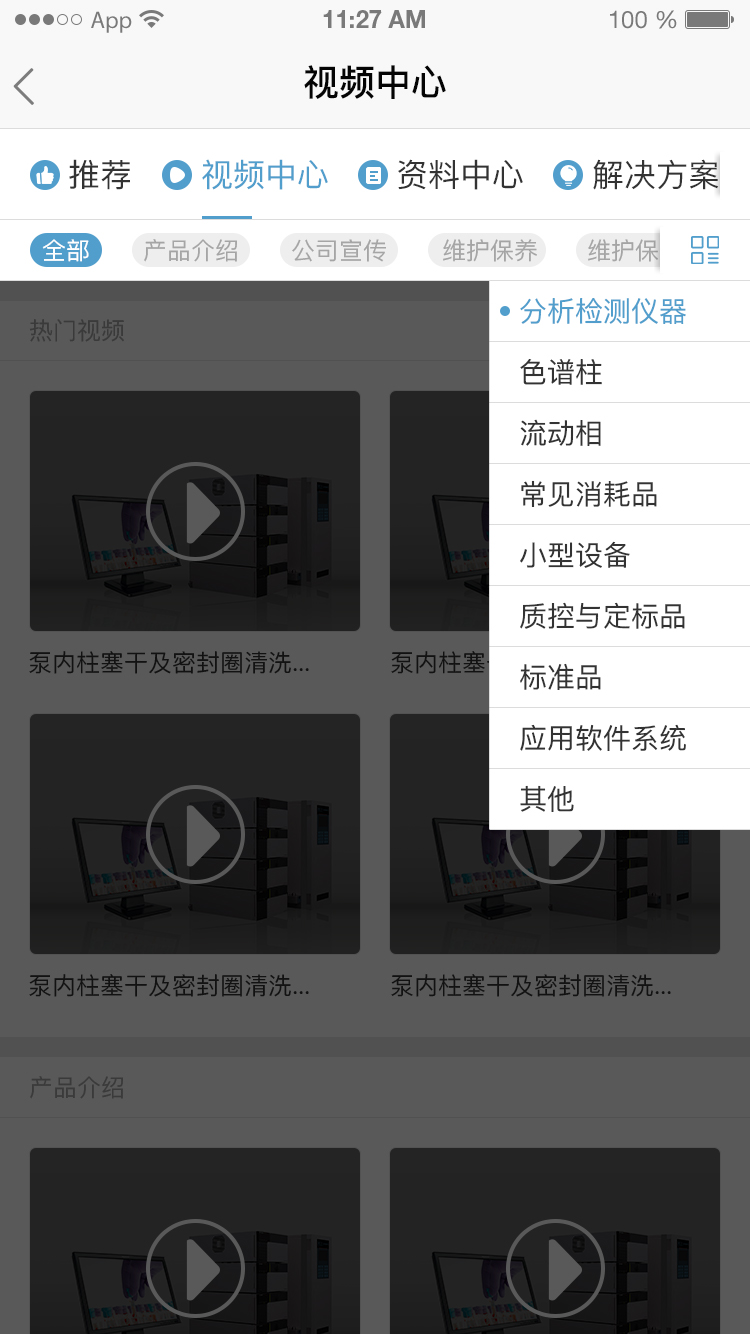 App 11:27 AM 100 %
视频中心
推荐 视频中心 资料中心 解决方案
全部 产品介绍 公司宣传 维护保养 维护保
热门视频
分析检测仪器
色谱柱
流动相
常见消耗品
小型设备
质控与定标品
标准品
应用软件系统
其他
泵内柱塞干及密封圈清洗... 泵内柱塞
泵内柱塞干及密封圈清洗... 泵内柱塞干及密封圈清洗...
产品介绍